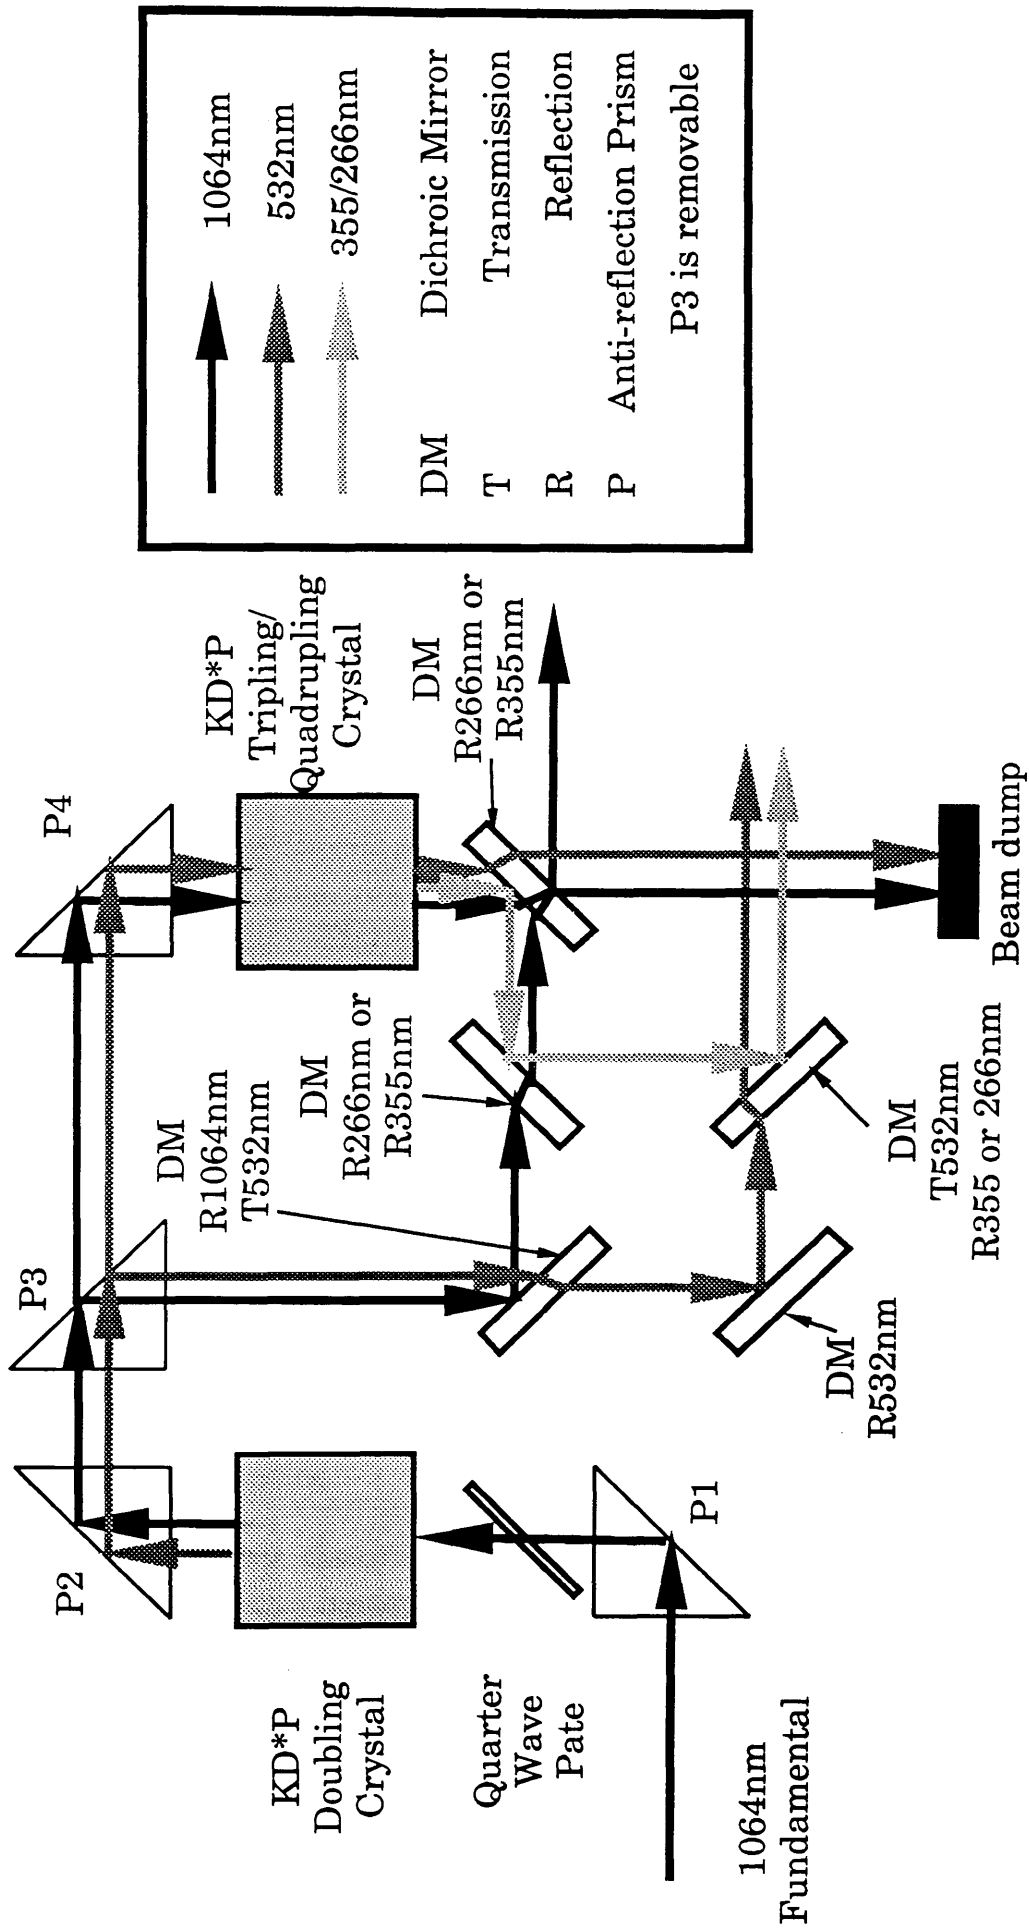 1064nm
Fundamental
Quarter
Wave
Pate
KD*P
Doubling
Crystal
P1
P2
P3
P4
DM
R1064nm
T532nm
DM
R266nm or
R355nm
DM
R532nm
DM
T532nm
R355 or 266nm
KD*P
Tripling/
Quadrupling
Crystal
DM
R266nm or
R355nm
Beam dump
1064nm
532nm
355/266nm
DM Dichroic Mirror
T Transmission
R Reflection
P Anti-reflection Prism
P3 is removable